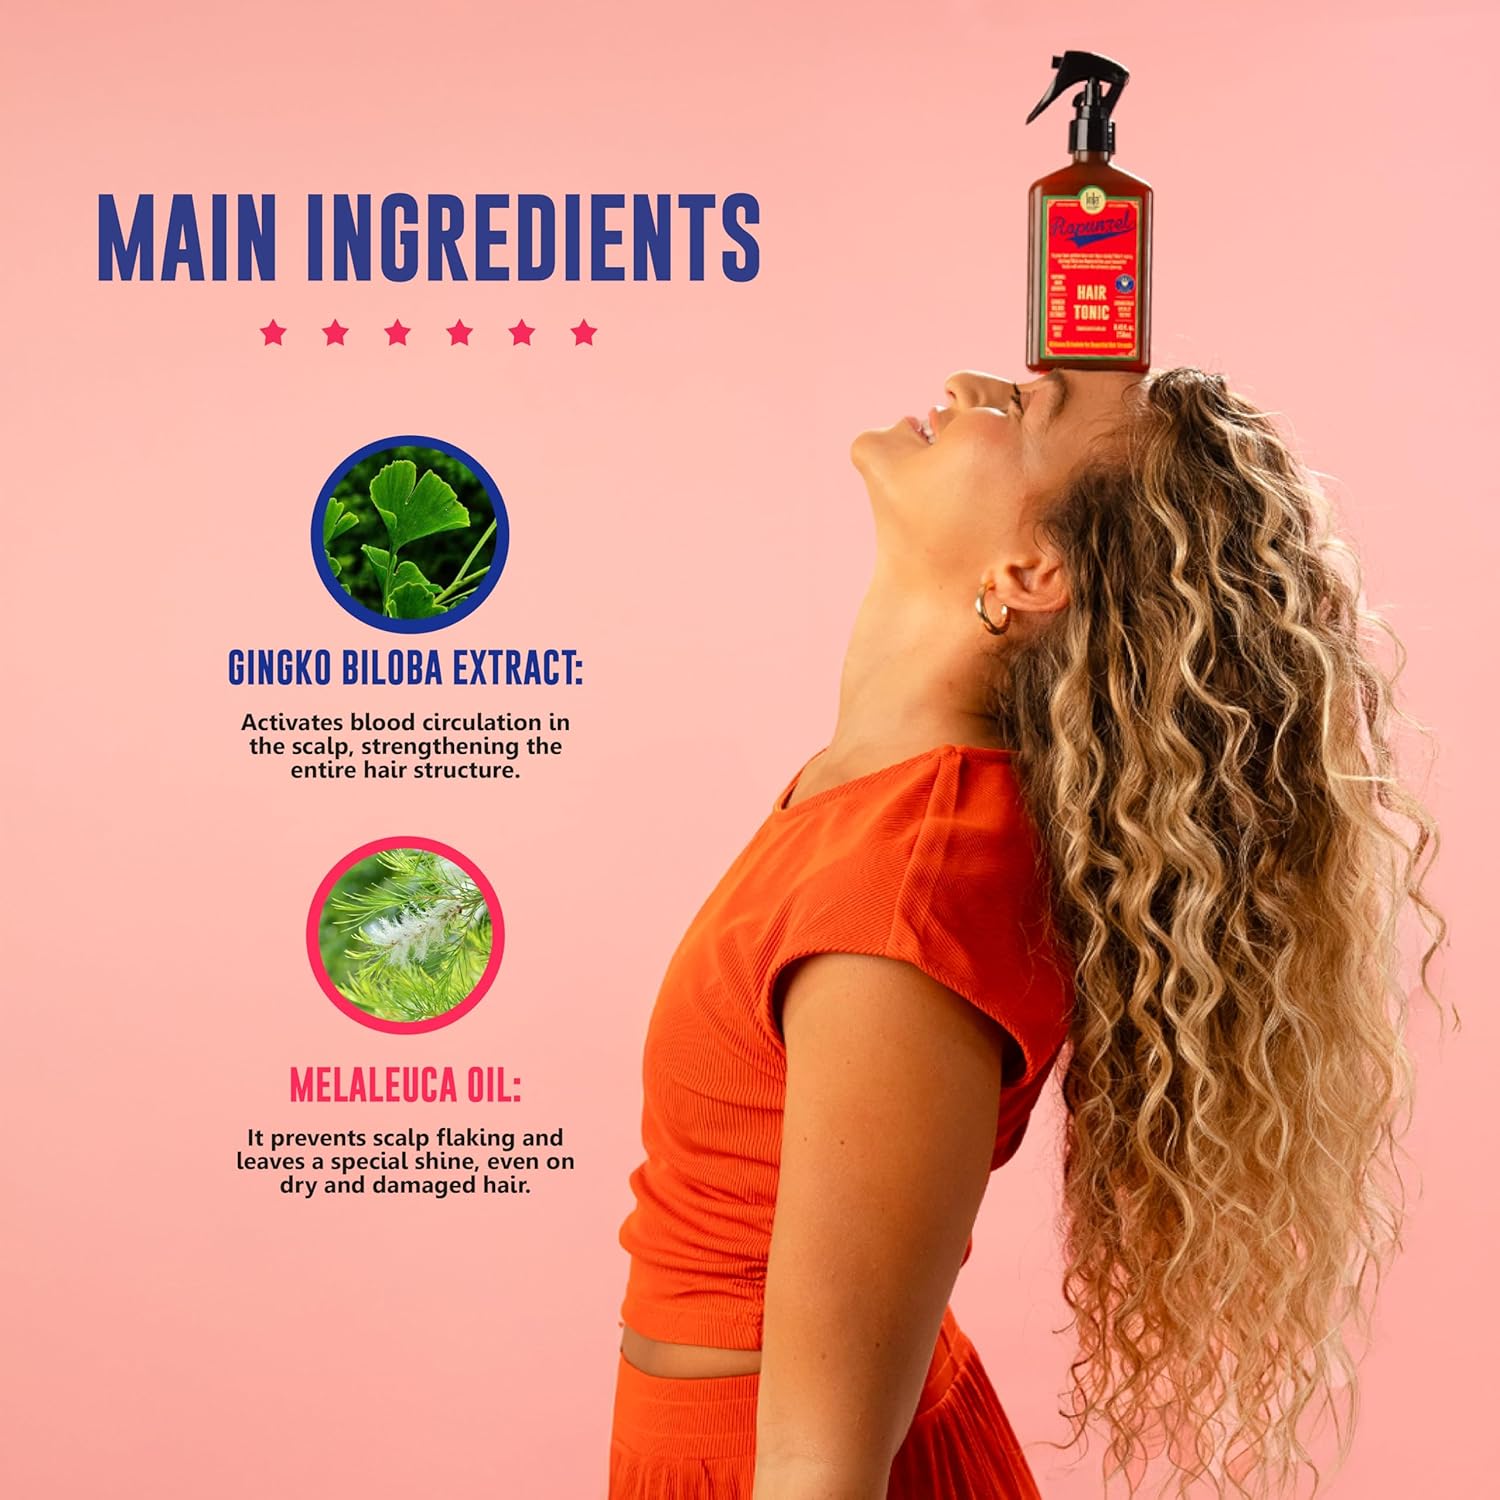 MAIN INGREDIENTS
GINGKO BILOBA EXTRACT:
Activates blood circulation in
the scalp, strengthening the
entire hair structure.
MELALEUCA OIL:
It prevents scalp flaking and
leaves a special shine, even on
dry and damaged hair.
lola
Rapunzel
HAIR
TONIC